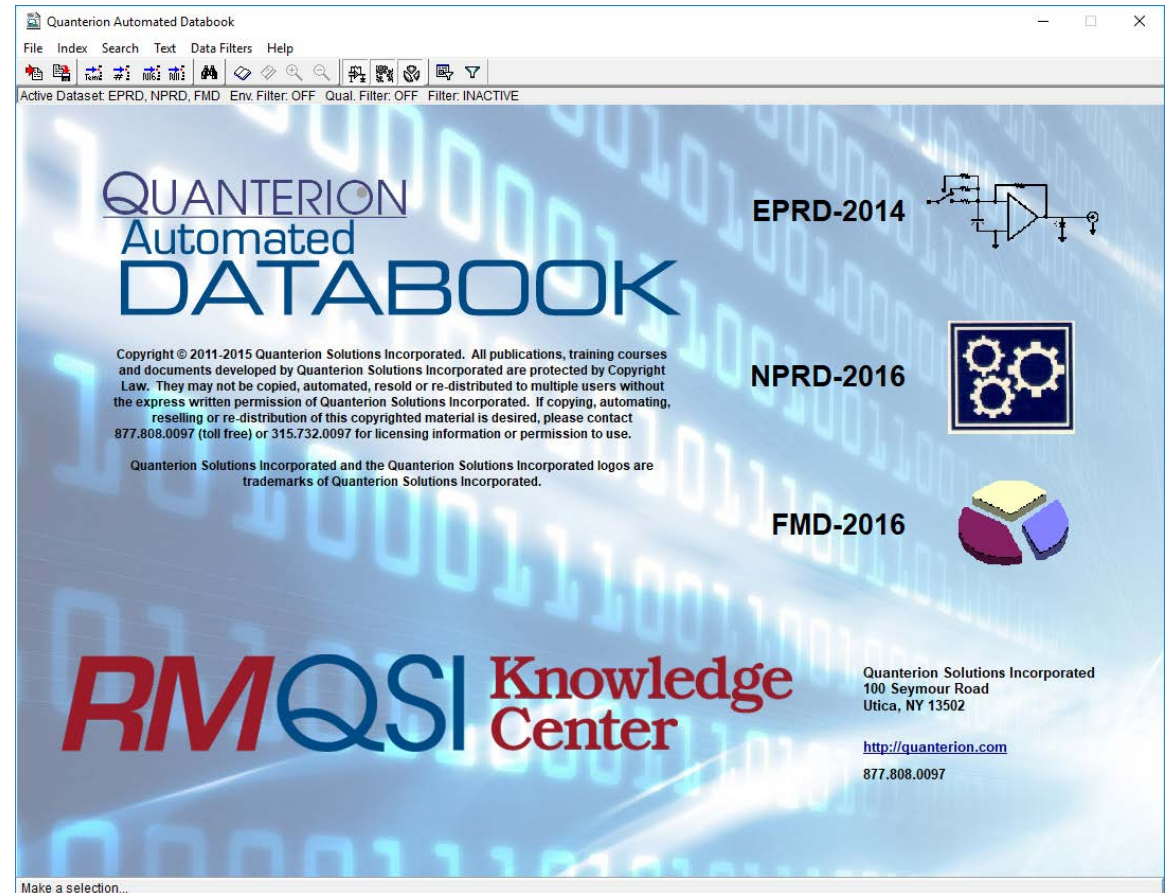 Quanterion Automated Databook
File Index Search Text Data Filters Help
Active Dataset: EPRD, NPRD, FMD Env. Filter: OFF Qual. Filter: OFF Filter: INACTIVE
QUANTERION
Automated
DATABOOK
Copyright © 2011-2015 Quanterion Solutions Incorporated. All publications, training courses
and documents developed by Quanterion Solutions Incorporated are protected by Copyright
Law. They may not be copied, automated, resold or re-distributed to multiple users without
the express written permission of Quanterion Solutions Incorporated. If copying, automating,
reselling or re-distribution of this copyrighted material is desired, please contact
877.808.0097 (toll free) or 315.732.0097 for licensing information or permission to use.
Quanterion Solutions Incorporated and the Quanterion Solutions Incorporated logos are
trademarks of Quanterion Solutions Incorporated.
EPRD-2014
NPRD-2016
FMD-2016
RMQSI Knowledge
Center
Quanterion Solutions Incorporated
100 Seymour Road
Utica, NY 13502
http://quanterion.com
877.808.0097
Make a selection...